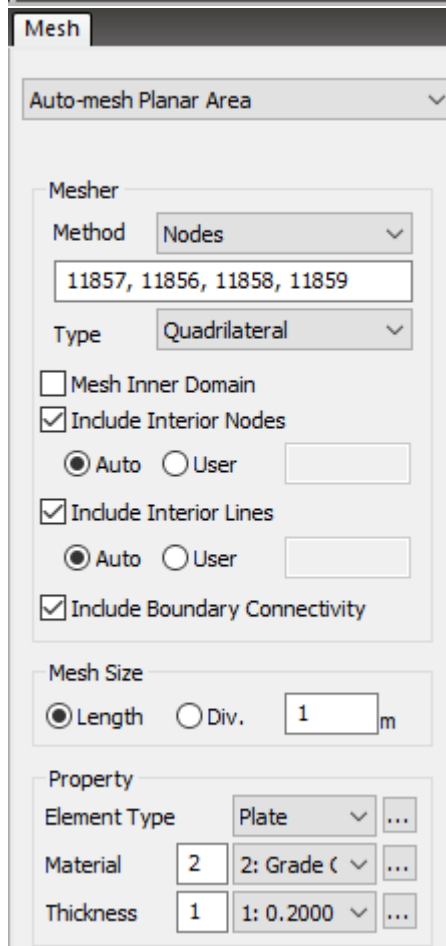 Mesh
Auto-mesh Planar Area
Mesher
Method Nodes
11857, 11856, 11858, 11859
Type Quadrilateral
Mesh Inner Domain
Include Interior Nodes
Auto User
Include Interior Lines
Auto User
Include Boundary Connectivity
Mesh Size
Length Div. 1 m
Property
Element Type Plate ...
Material 2 2: Grade ...
Thickness 1 1: 0.2000 ...